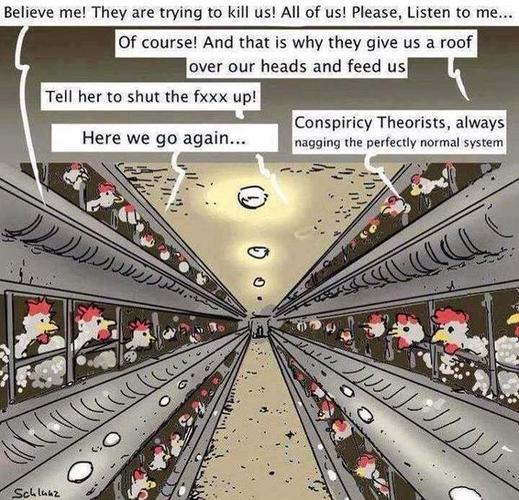 Believe me! They are trying to kill us! All of us! Please, Listen to me...
Of course! And that is why they give us a roof
over our heads and feed us
Tell her to shut the fxxx up!
Here we go again...
Conspiricy Theorists, always
nagging the perfectly normal system
Schlunz